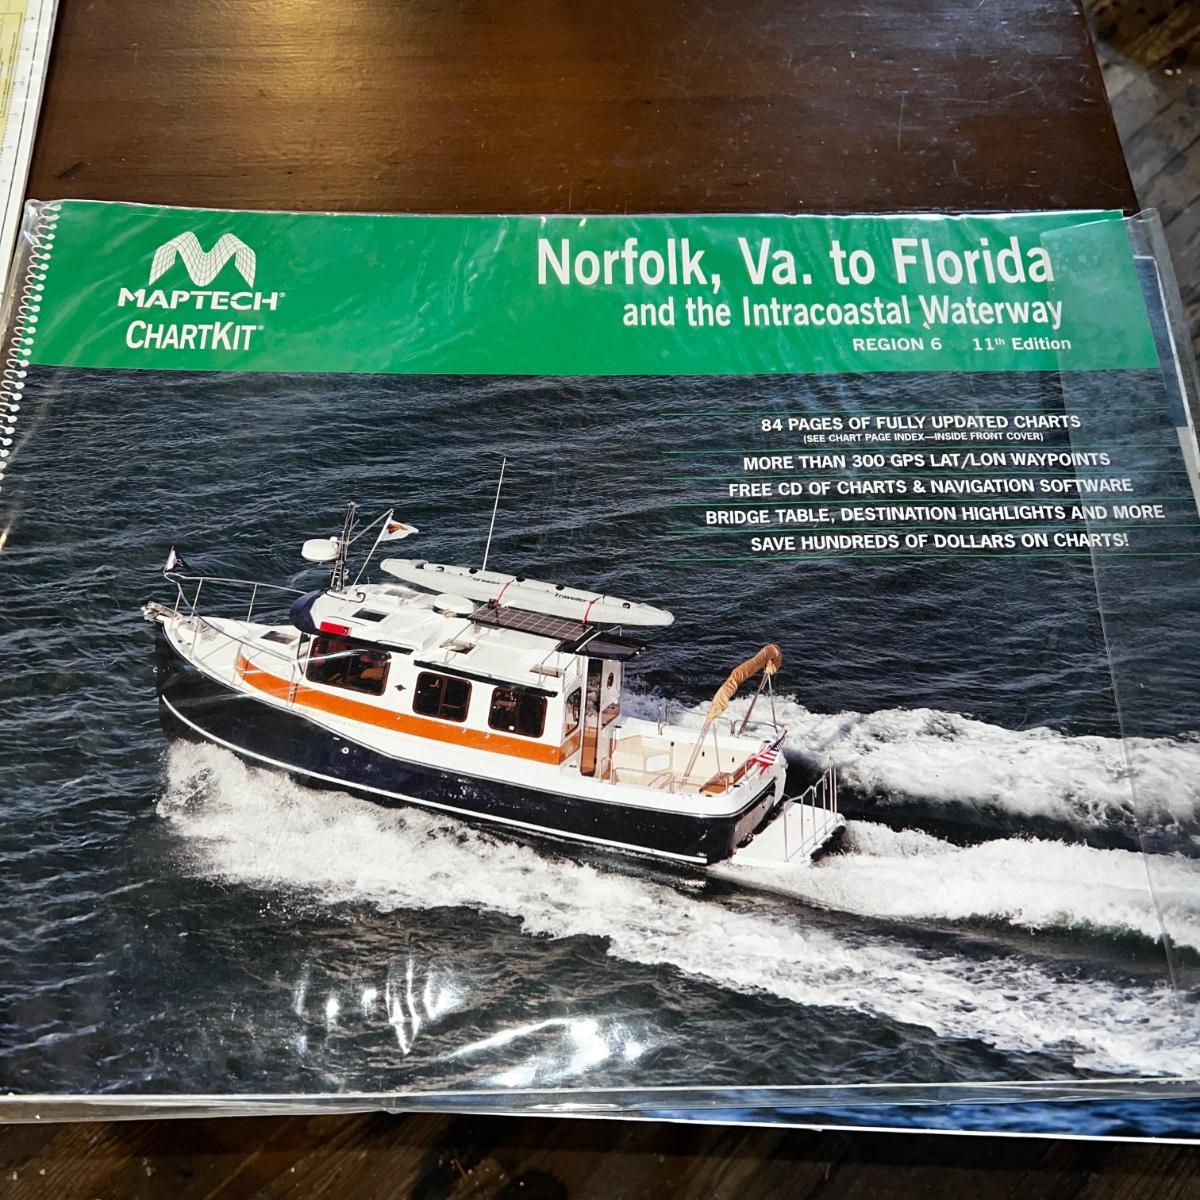 MAPTECH®
CHARTKIT®
Norfolk, Va. to Florida
and the Intracoastal Waterway
REGION 6 11th Edition
84 PAGES OF FULLY UPDATED CHARTS
(SEE CHART PAGE INDEX—INSIDE FRONT COVER)
MORE THAN 300 GPS LAT/LON WAYPOINTS
FREE CD OF CHARTS & NAVIGATION SOFTWARE
BRIDGE TABLE, DESTINATION HIGHLIGHTS AND MORE
SAVE HUNDREDS OF DOLLARS ON CHARTS!
Traveller